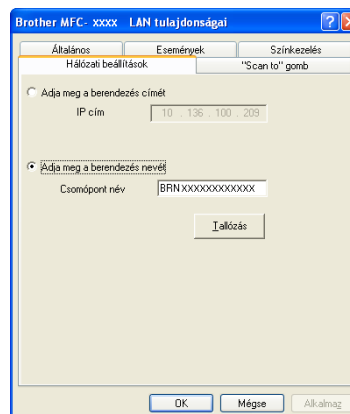 Brother MFC- xxxx LAN tulajdonságai
Általános Események Színkezelés
Hálózati beállítások "Scan to" gomb
Adja meg a berendezés címét
IP cím 10 . 136 . 100 . 209
Adja meg a berendezés nevét
Csomópont név BRN XXXXXXXXXXXX
Tallózás
OK Mégse Alkalmaz